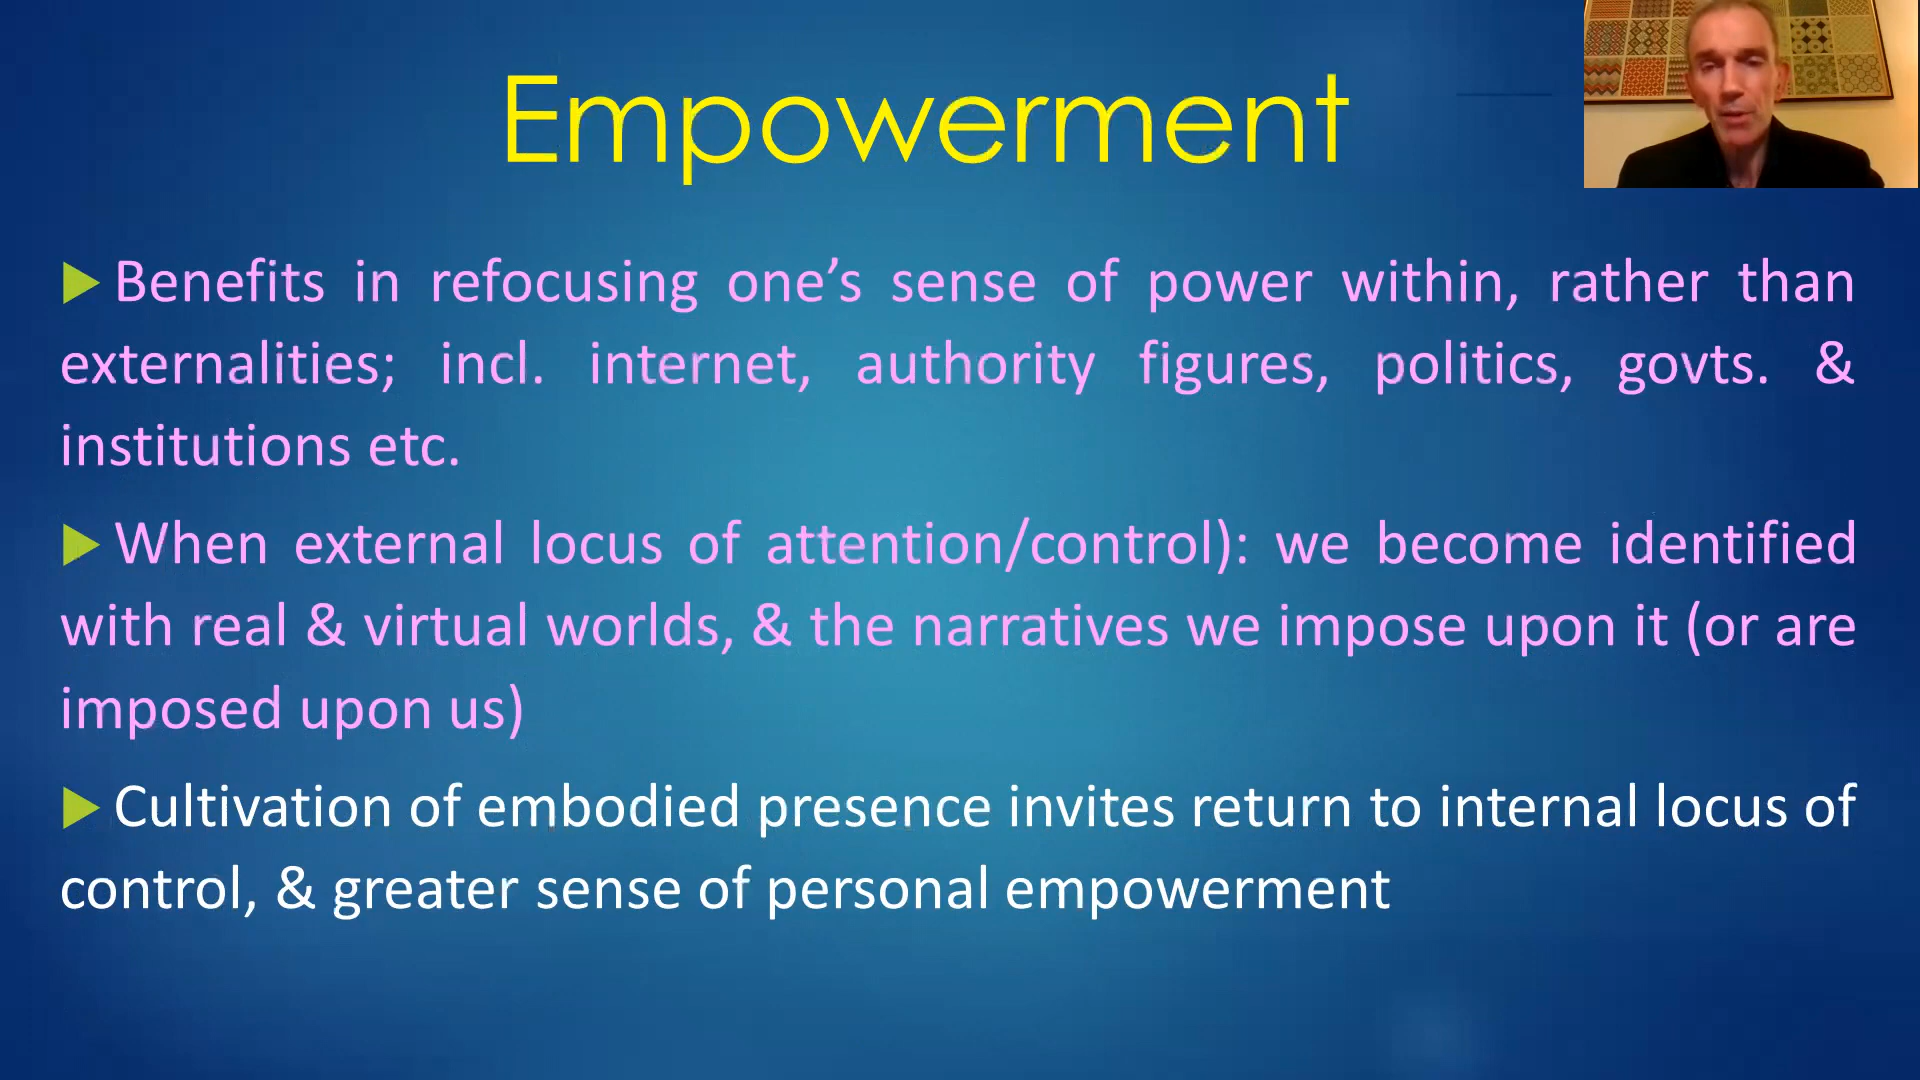 Empowerment
Benefits in refocusing one’s sense of power within, rather than
externalities; incl. internet, authority figures, politics, govts. &
institutions etc.
When external locus of attention/control): we become identified
with real & virtual worlds, & the narratives we impose upon it (or are
imposed upon us)
Cultivation of embodied presence invites return to internal locus of
control, & greater sense of personal empowerment